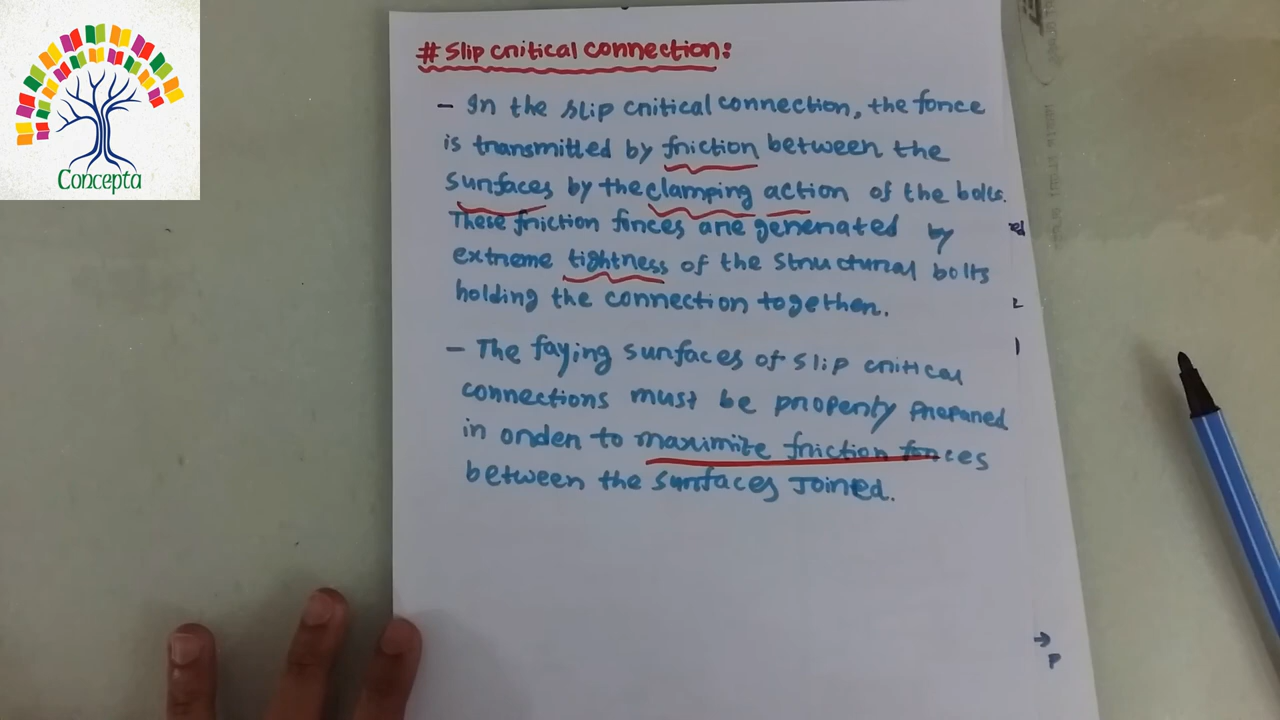 Concepta
# Slip critical connection:
- In the slip critical connection, the force
is transmitted by friction between the
surfaces by the clamping action of the bolts.
These friction forces are generated by
extreme tightness of the structural bolts
holding the connection together.
- The faying surfaces of slip critical
connections must be properly prepared
in order to maximize friction forces
between the surfaces joined.
→
P